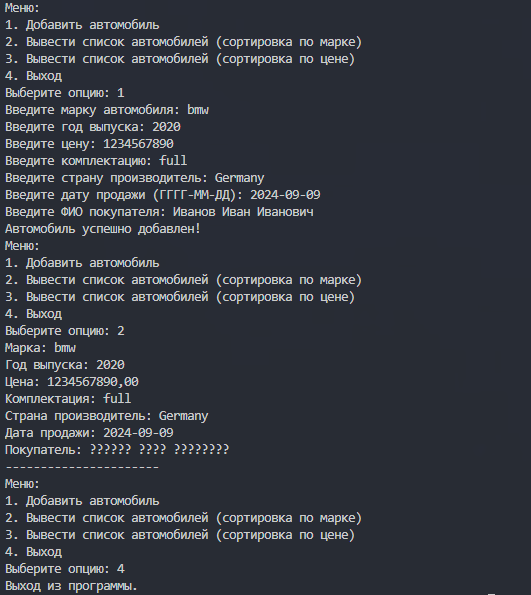 Меню:
1. Добавить автомобиль
2. Вывести список автомобилей (сортировка по марке)
3. Вывести список автомобилей (сортировка по цене)
4. Выход
Выберите опцию: 1
Введите марку автомобиля: bmw
Введите год выпуска: 2020
Введите цену: 1234567890
Введите комплектацию: full
Введите страну производитель: Germany
Введите дату продажи (ГГГГ-ММ-ДД): 2024-09-09
Введите ФИО покупателя: Иванов Иван Иванович
Автомобиль успешно добавлен!
Меню:
1. Добавить автомобиль
2. Вывести список автомобилей (сортировка по марке)
3. Вывести список автомобилей (сортировка по цене)
4. Выход
Выберите опцию: 2
Марка: bmw
Год выпуска: 2020
Цена: 1234567890,00
Комплектация: full
Страна производитель: Germany
Дата продажи: 2024-09-09
Покупатель: ?????? ???? ????????
----------------------
Меню:
1. Добавить автомобиль
2. Вывести список автомобилей (сортировка по марке)
3. Вывести список автомобилей (сортировка по цене)
4. Выход
Выберите опцию: 4
Выход из программы.